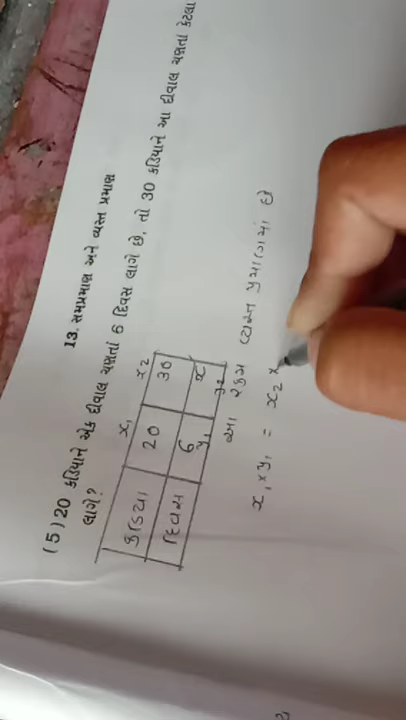 13. સમપ્રમાણ અને વ્યસ્ત પ્રમાણ
(5) 20 કડિયાને એક દીવાલ ચણતાં 6 દિવસ લાગે છે, તો 30 કડિયાને આ દીવાલ ચણતા કેટલા
લાગે?
x₁ x₂
કડિયા 20 30
દિવસ 6 x
y₁ y₂
આ રકમ વ્યસ્ત પ્રમાણમાં છે
x₁ × y₁ = x₂ ×